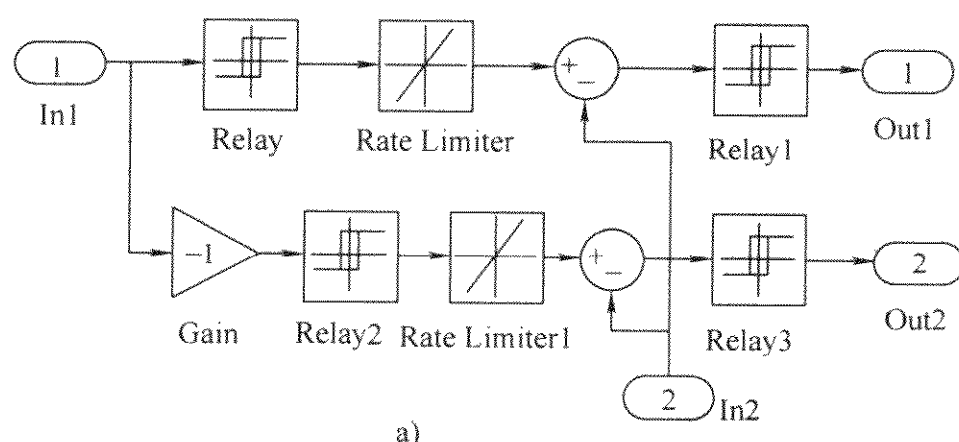 1
In1
Relay
Rate Limiter
+
−
Relay1
1
Out1
−1
Gain
Relay2
Rate Limiter1
+
−
Relay3
2
Out2
2
In2
a)